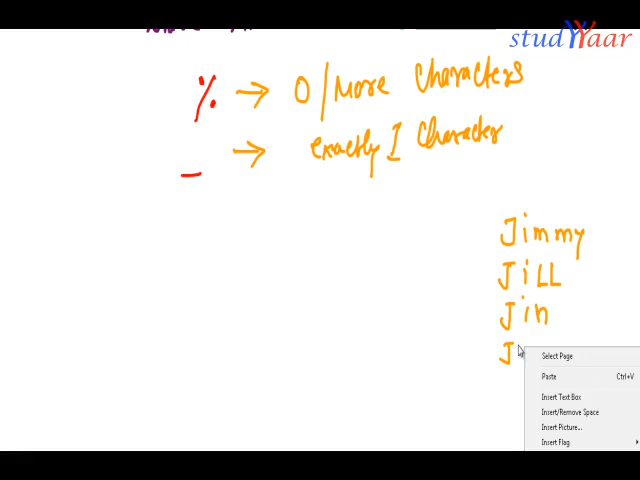 studYYaar
% → 0/More Characters
_ → exactly 1 Character
Jimmy
JiLL
Jin
J
Select Page
Paste Ctrl+V
Insert Text Box
Insert/Remove Space
Insert Picture...
Insert Flag